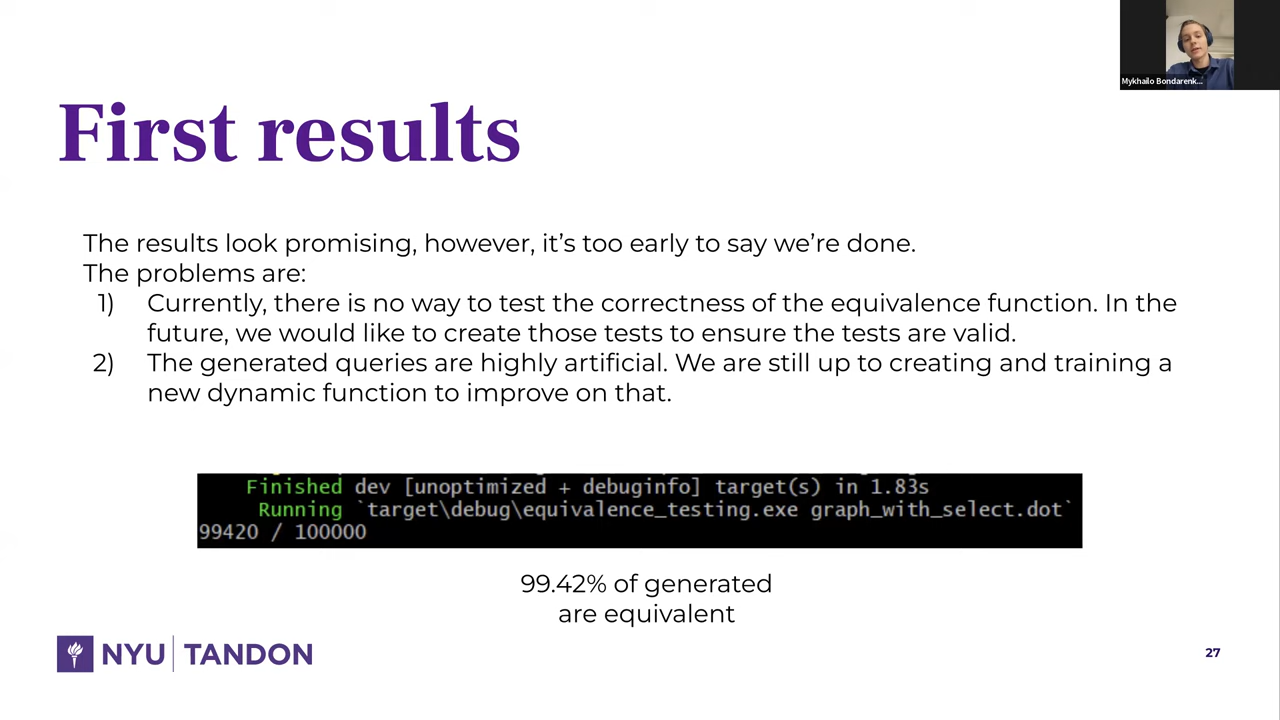 Mykhailo Bondarenk...
First results
The results look promising, however, it's too early to say we're done.
The problems are:
1) Currently, there is no way to test the correctness of the equivalence function. In the
future, we would like to create those tests to ensure the tests are valid.
2) The generated queries are highly artificial. We are still up to creating and training a
new dynamic function to improve on that.
Finished dev [unoptimized + debuginfo] target(s) in 1.83s
Running `target\debug\equivalence_testing.exe graph_with_select.dot`
99420 / 100000
99.42% of generated
are equivalent
NYU | TANDON
27